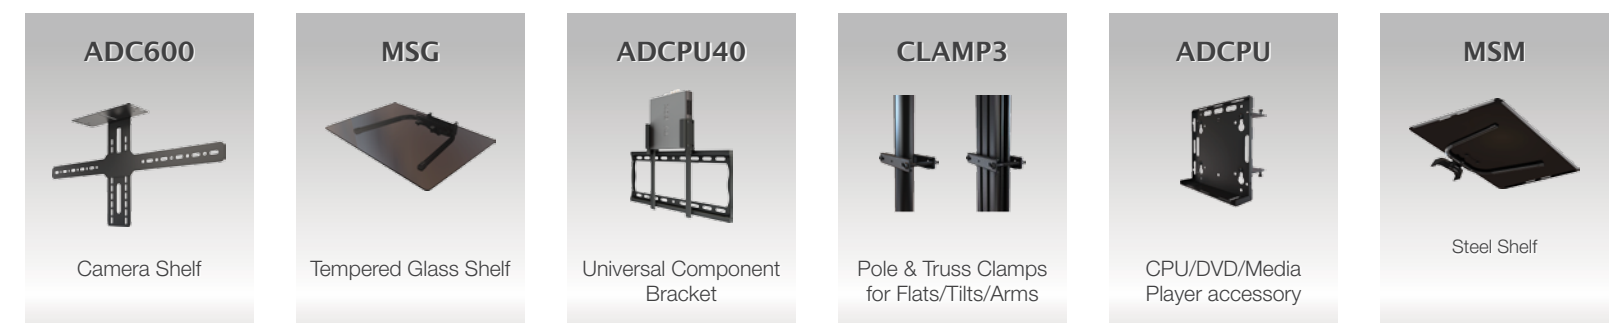 ADC600
Camera Shelf
MSG
Tempered Glass Shelf
ADCPU40
Universal Component
Bracket
CLAMP3
Pole & Truss Clamps
for Flats/Tilts/Arms
ADCPU
CPU/DVD/Media
Player accessory
MSM
Steel Shelf